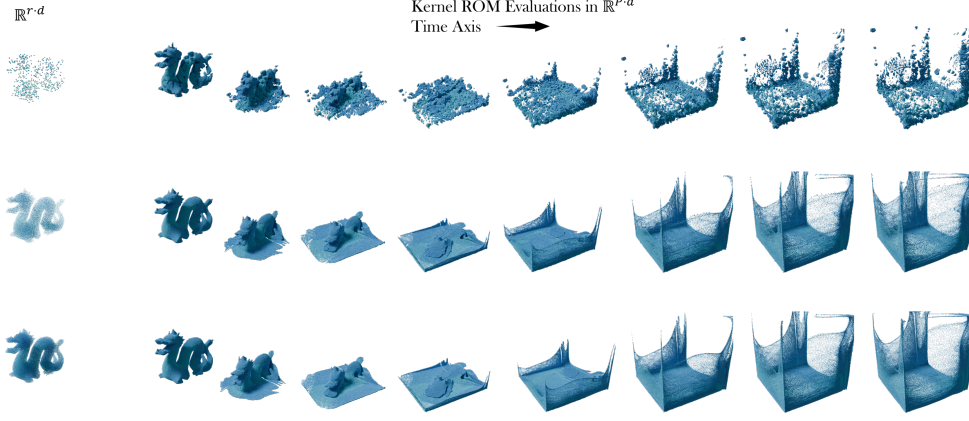 Kernel ROM Evaluations in ℝ^{P·d}
ℝ^{r·d}
Time Axis